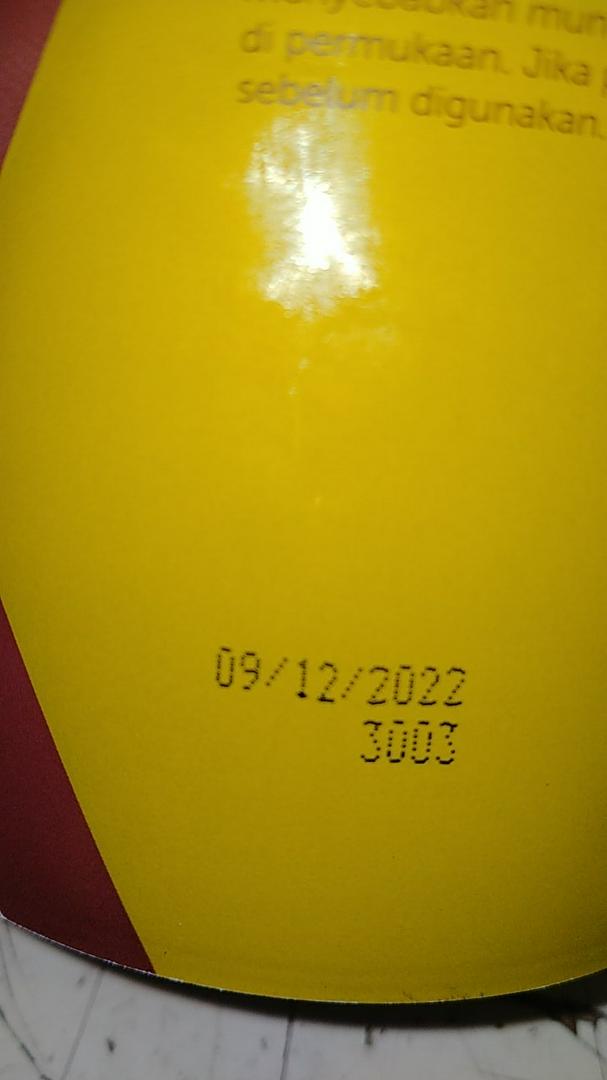 di permukaan. Jika
sebelum digunakan.
09/12/2022
3003